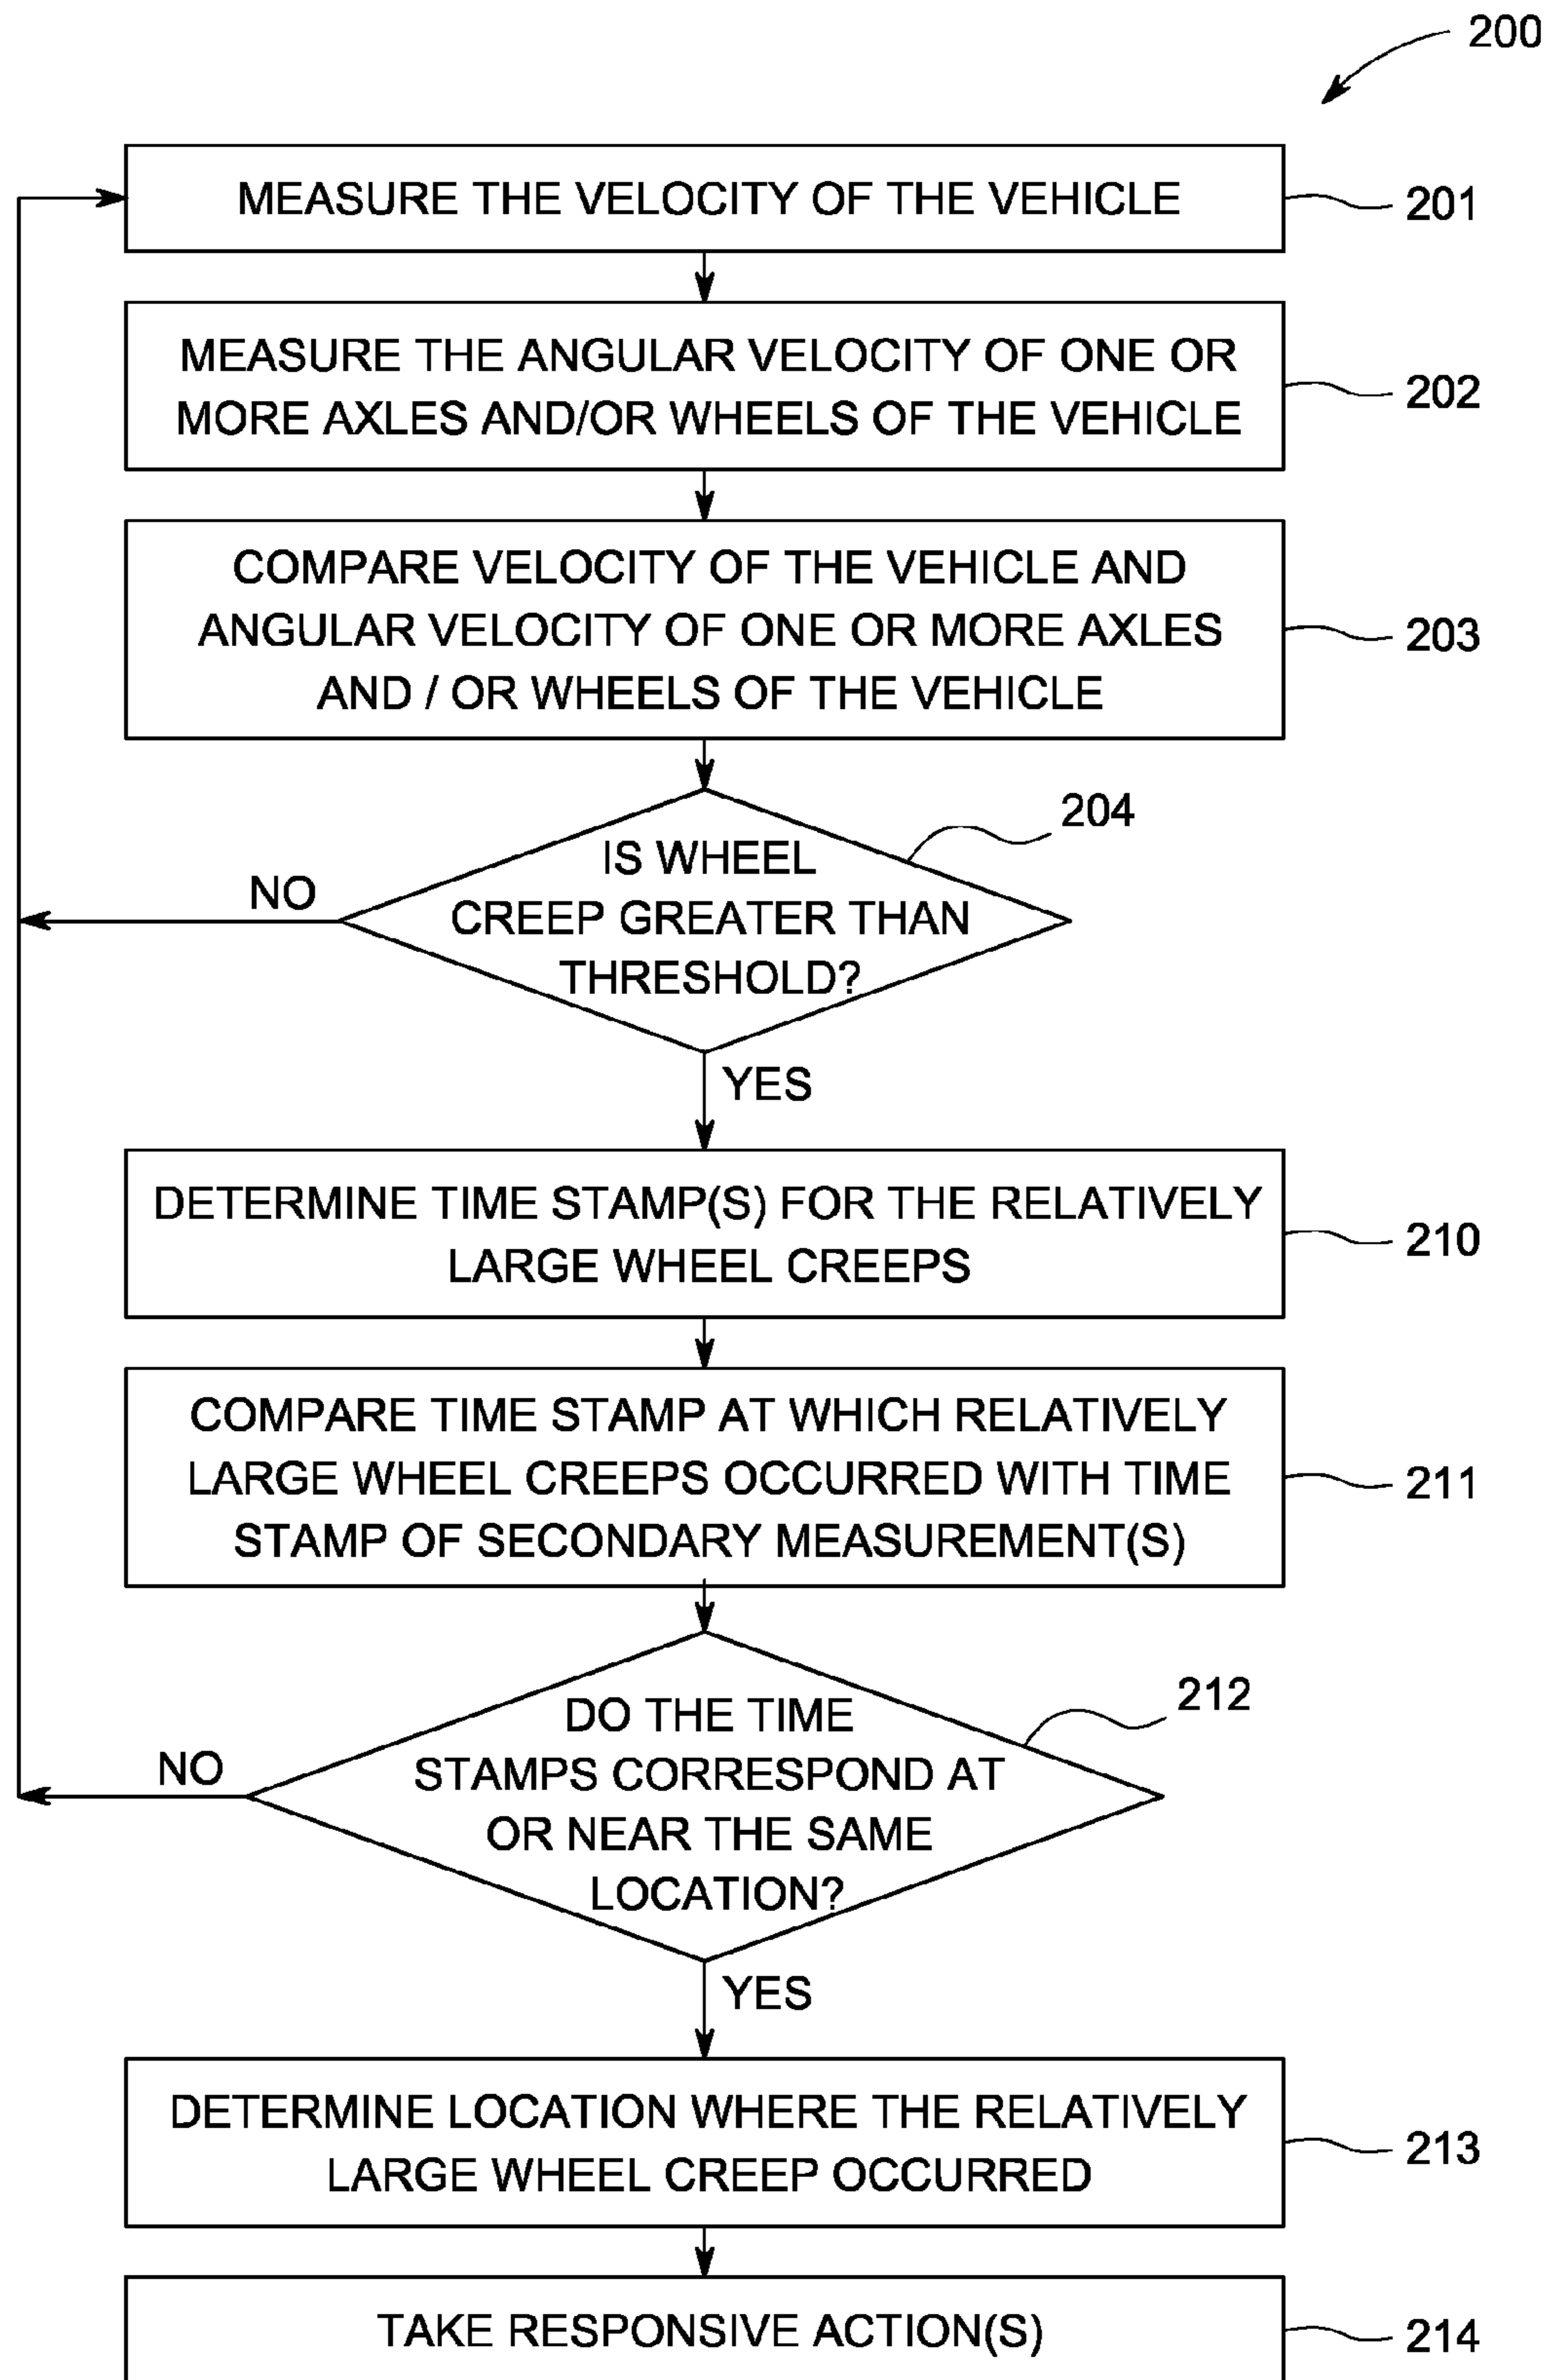 200
MEASURE THE VELOCITY OF THE VEHICLE
201
MEASURE THE ANGULAR VELOCITY OF ONE OR
MORE AXLES AND/OR WHEELS OF THE VEHICLE
202
COMPARE VELOCITY OF THE VEHICLE AND
ANGULAR VELOCITY OF ONE OR MORE AXLES
AND / OR WHEELS OF THE VEHICLE
203
204
IS WHEEL
CREEP GREATER THAN
THRESHOLD?
NO
YES
DETERMINE TIME STAMP(S) FOR THE RELATIVELY
LARGE WHEEL CREEPS
210
COMPARE TIME STAMP AT WHICH RELATIVELY
LARGE WHEEL CREEPS OCCURRED WITH TIME
STAMP OF SECONDARY MEASUREMENT(S)
211
212
DO THE TIME
STAMPS CORRESPOND AT
OR NEAR THE SAME
LOCATION?
NO
YES
DETERMINE LOCATION WHERE THE RELATIVELY
LARGE WHEEL CREEP OCCURRED
213
TAKE RESPONSIVE ACTION(S)
214